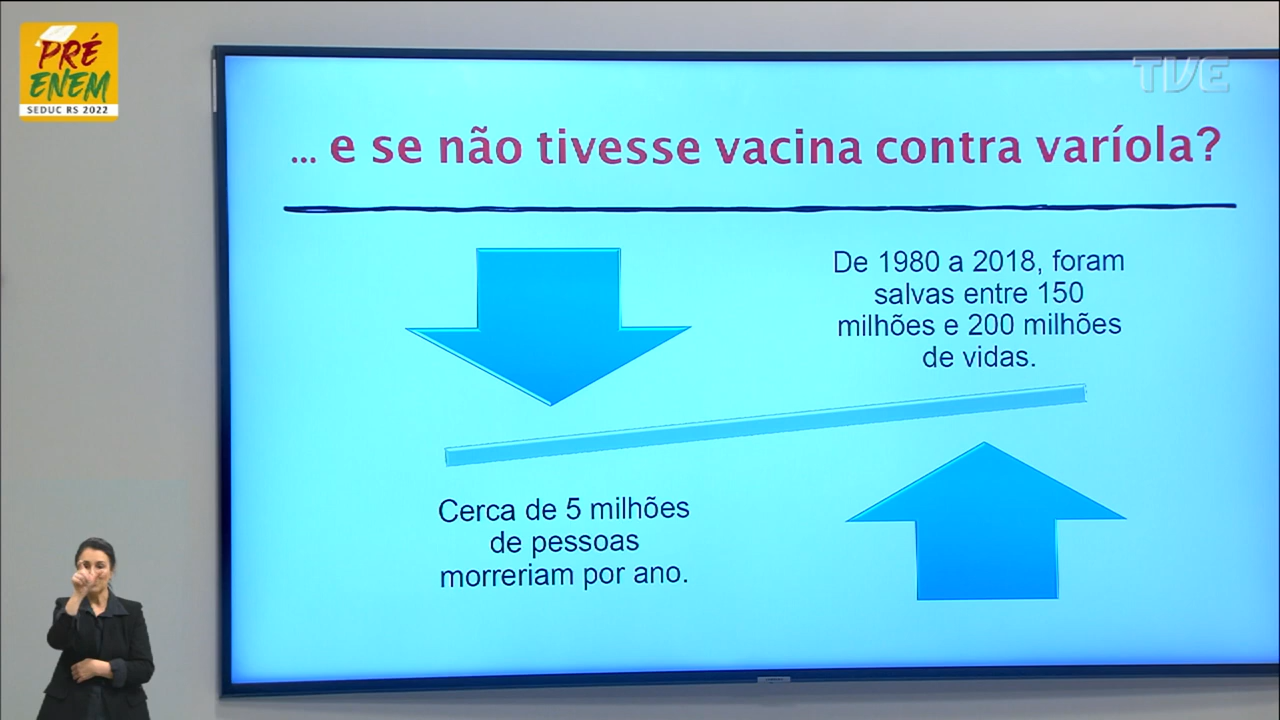 PRÉ
ENEM
SEDUC RS 2022
TVE
... e se não tivesse vacina contra varíola?
De 1980 a 2018, foram
salvas entre 150
milhões e 200 milhões
de vidas.
Cerca de 5 milhões
de pessoas
morreriam por ano.